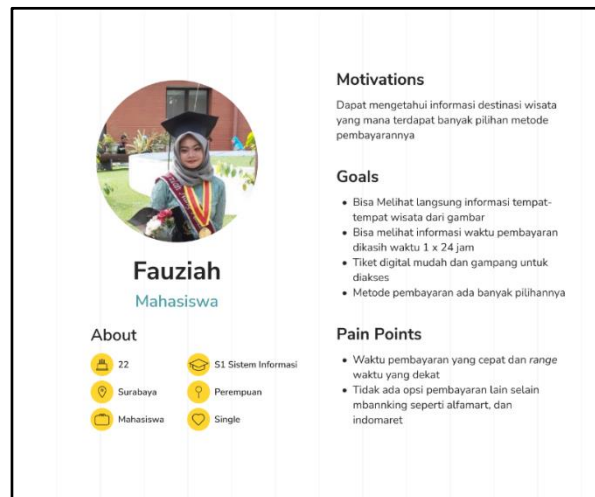 Fauziah
Mahasiswa
About
22
S1 Sistem Informasi
Surabaya
Perempuan
Mahasiswa
Single
Motivations
Dapat mengetahui informasi destinasi wisata
yang mana terdapat banyak pilihan metode
pembayarannya
Goals
• Bisa Melihat langsung informasi tempat-
tempat wisata dari gambar
• Bisa melihat informasi waktu pembayaran
dikasih waktu 1 x 24 jam
• Tiket digital mudah dan gampang untuk
diakses
• Metode pembayaran ada banyak pilihannya
Pain Points
• Waktu pembayaran yang cepat dan range
waktu yang dekat
• Tidak ada opsi pembayaran lain selain
mbannking seperti alfamart, dan
indomaret